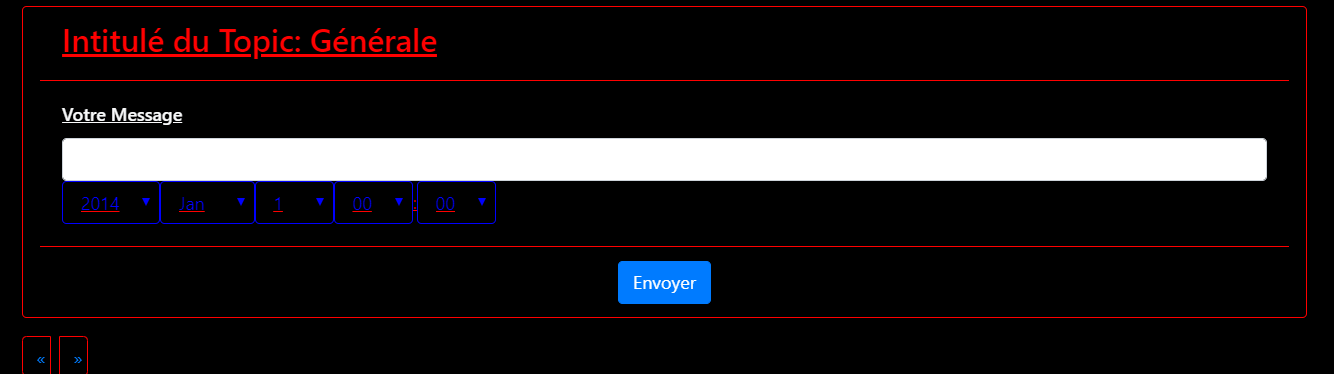 Intitulé du Topic: Générale
Votre Message
2014 Jan 1 00 : 00
Envoyer
« »